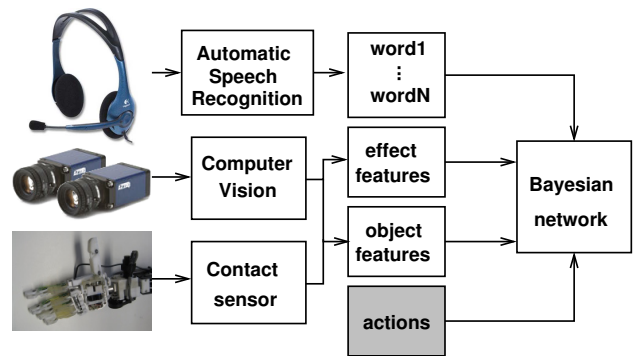 Automatic
Speech
Recognition
word1
⋮
wordN
Computer
Vision
effect
features
Bayesian
network
Contact
sensor
object
features
actions